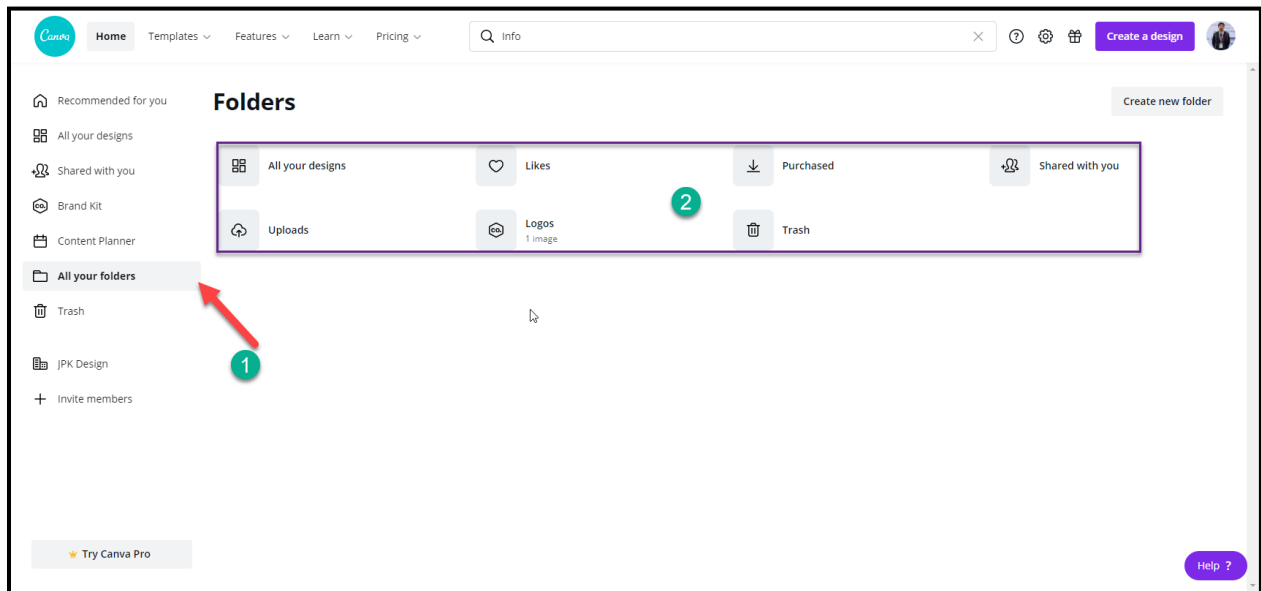 Canva
Home Templates Features Learn Pricing Info Create a design
Recommended for you
All your designs
Shared with you
Brand Kit
Content Planner
All your folders
Trash
JPK Design
Invite members
Try Canva Pro
Folders
Create new folder
All your designs Likes Purchased Shared with you
2
Uploads Logos Trash
1 image
1
Help ?